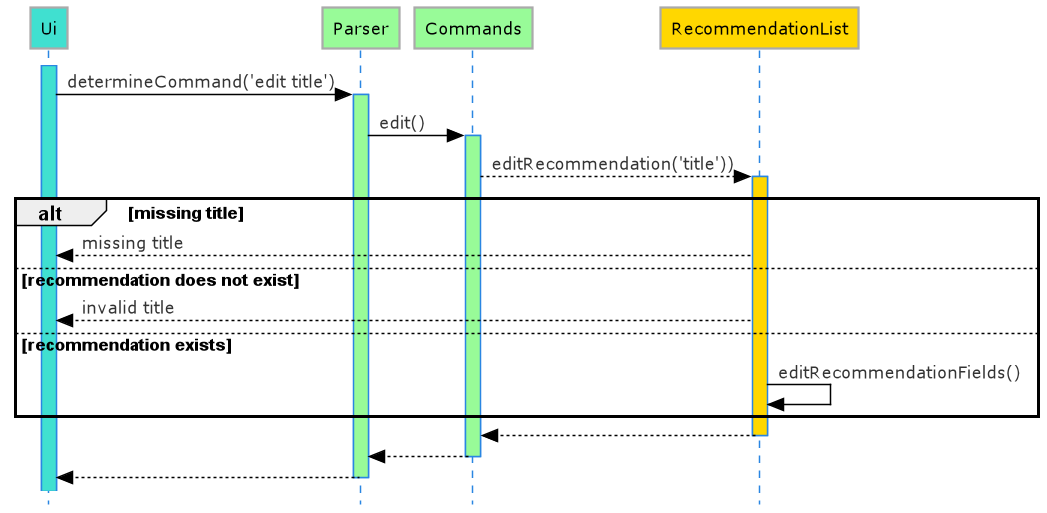 Ui
Parser
Commands
RecommendationList
determineCommand('edit title')
edit()
editRecommendation('title'))
alt
[missing title]
missing title
[recommendation does not exist]
invalid title
[recommendation exists]
editRecommendationFields()